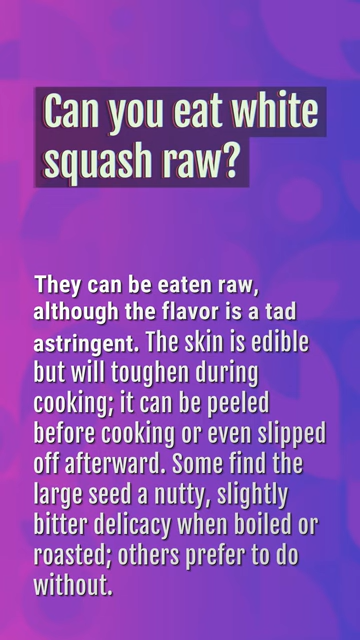 Can you eat white
squash raw?
They can be eaten raw,
although the flavor is a tad
astringent. The skin is edible
but will toughen during
cooking; it can be peeled
before cooking or even slipped
off afterward. Some find the
large seed a nutty, slightly
bitter delicacy when boiled or
roasted; others prefer to do
without.